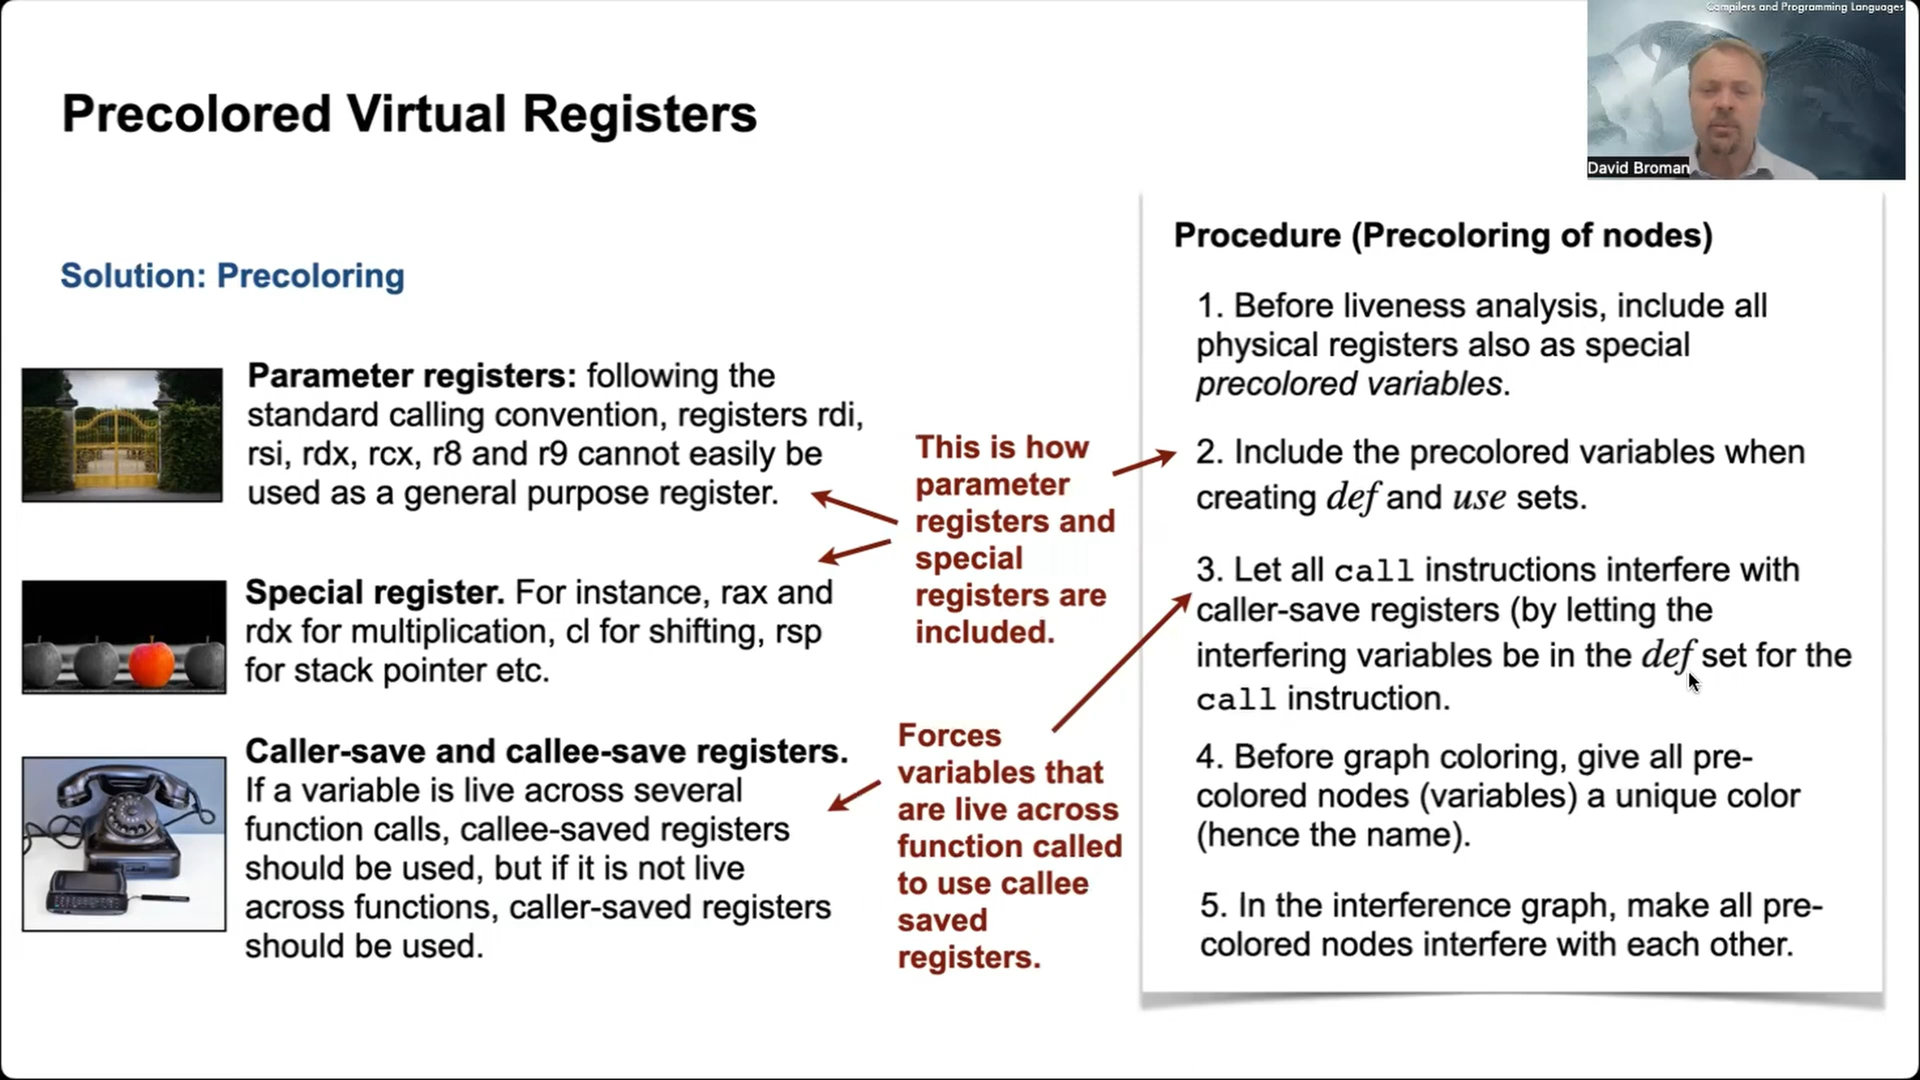 Compilers and Programming Languages
David Broman
Precolored Virtual Registers
Solution: Precoloring
Parameter registers: following the
standard calling convention, registers rdi,
rsi, rdx, rcx, r8 and r9 cannot easily be
used as a general purpose register.
Special register. For instance, rax and
rdx for multiplication, cl for shifting, rsp
for stack pointer etc.
Caller-save and callee-save registers.
If a variable is live across several
function calls, callee-saved registers
should be used, but if it is not live
across functions, caller-saved registers
should be used.
This is how
parameter
registers and
special
registers are
included.
Forces
variables that
are live across
function called
to use callee
saved
registers.
Procedure (Precoloring of nodes)
1. Before liveness analysis, include all
physical registers also as special
precolored variables.
2. Include the precolored variables when
creating def and use sets.
3. Let all call instructions interfere with
caller-save registers (by letting the
interfering variables be in the def set for the
call instruction.
4. Before graph coloring, give all pre-
colored nodes (variables) a unique color
(hence the name).
5. In the interference graph, make all pre-
colored nodes interfere with each other.